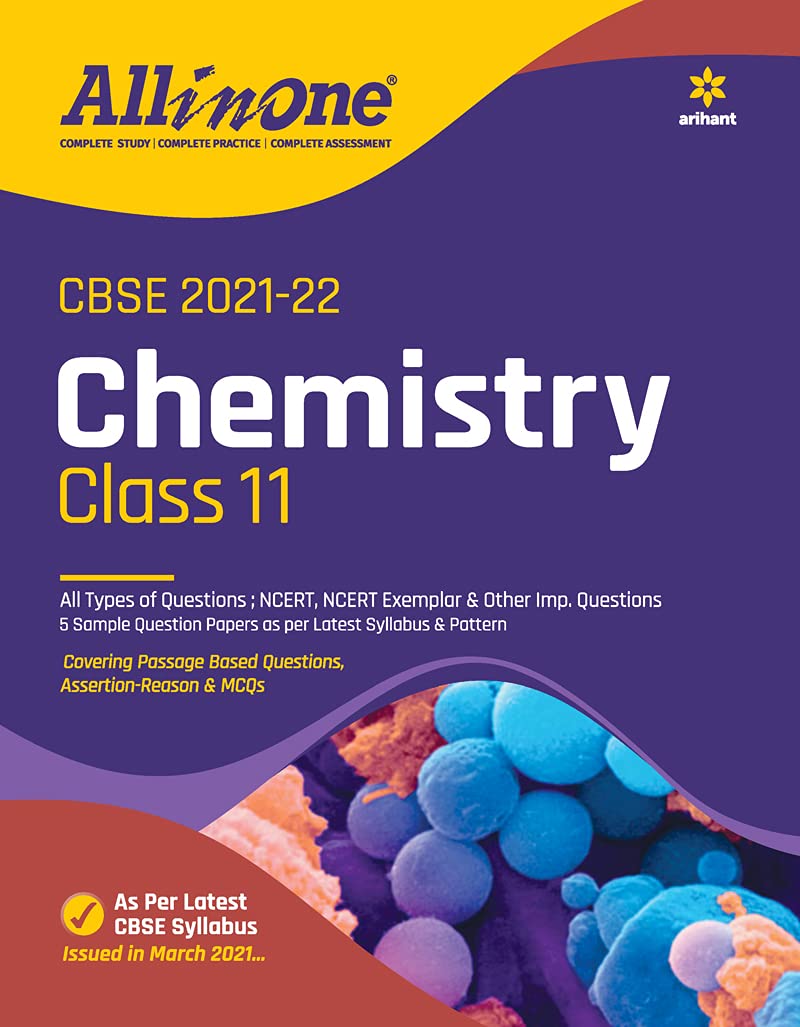 All in One®
COMPLETE STUDY | COMPLETE PRACTICE | COMPLETE ASSESSMENT
arihant
CBSE 2021-22
Chemistry
Class 11
All Types of Questions ; NCERT, NCERT Exemplar & Other Imp. Questions
5 Sample Question Papers as per Latest Syllabus & Pattern
Covering Passage Based Questions,
Assertion-Reason & MCQs
As Per Latest
CBSE Syllabus
Issued in March 2021...